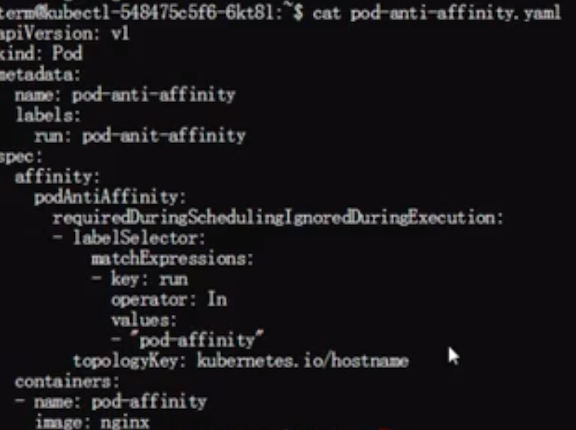 term@kubectl-548475c5f6-6kt8l:~$ cat pod-anti-affinity.yaml
apiVersion: v1
kind: Pod
metadata:
  name: pod-anti-affinity
  labels:
    run: pod-anit-affinity
spec:
  affinity:
    podAntiAffinity:
      requiredDuringSchedulingIgnoredDuringExecution:
      - labelSelector:
          matchExpressions:
          - key: run
            operator: In
            values:
            - "pod-affinity"
        topologyKey: kubernetes.io/hostname
  containers:
  - name: pod-affinity
    image: nginx